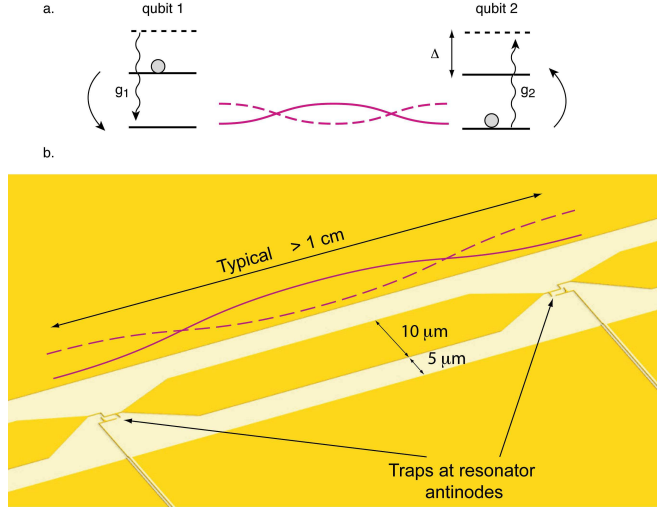 a.
qubit 1
qubit 2
Δ
g1
g2
b.
Typical > 1 cm
10 μm
5 μm
Traps at resonator
antinodes